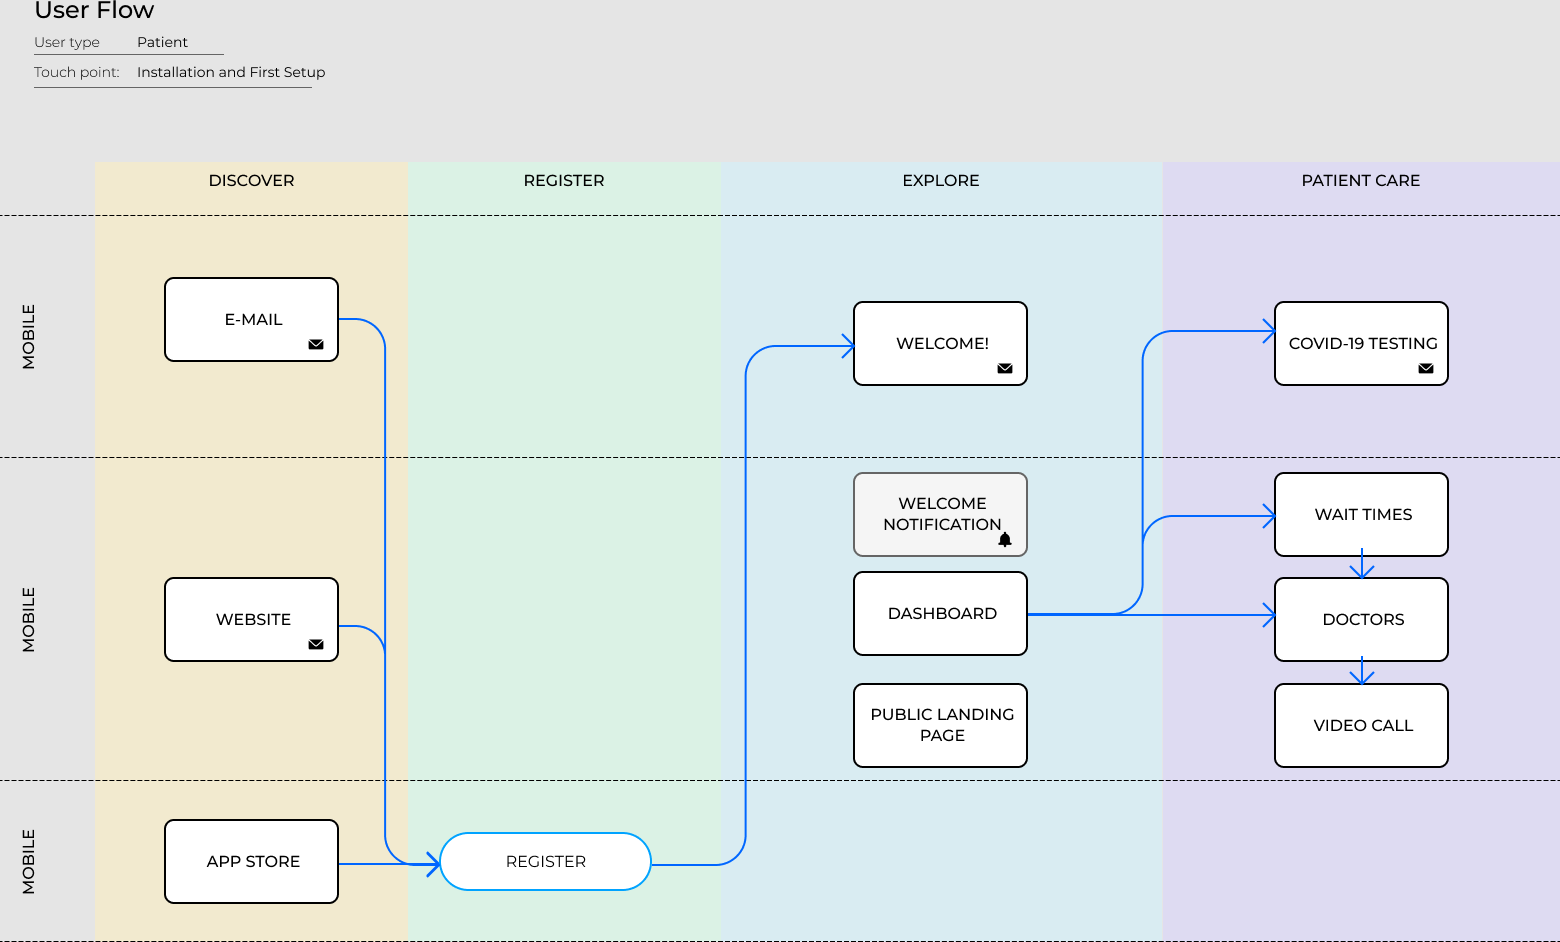 User Flow
User type Patient
Touch point: Installation and First Setup
DISCOVER REGISTER EXPLORE PATIENT CARE
MOBILE
E-MAIL
WELCOME!
COVID-19 TESTING
MOBILE
WELCOME
NOTIFICATION
WAIT TIMES
WEBSITE
DASHBOARD
DOCTORS
PUBLIC LANDING
PAGE
VIDEO CALL
MOBILE
APP STORE
REGISTER